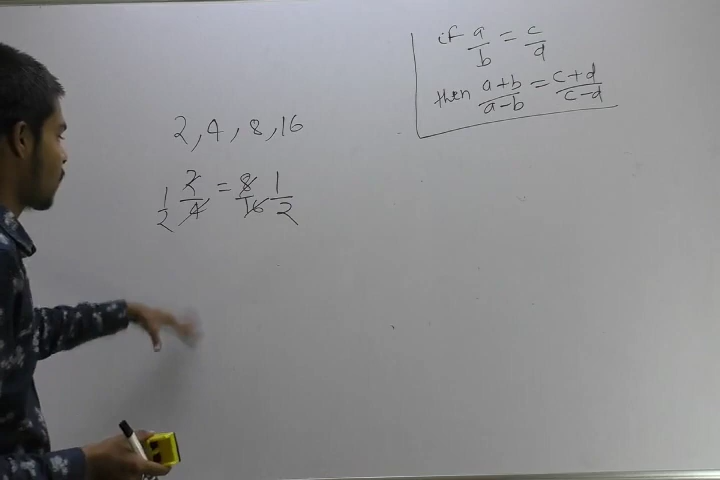 if a/b = c/d
then a+b/a-b = c+d/c-d
2, 4, 8, 16
1/2 2/4 = 8/16 1/2